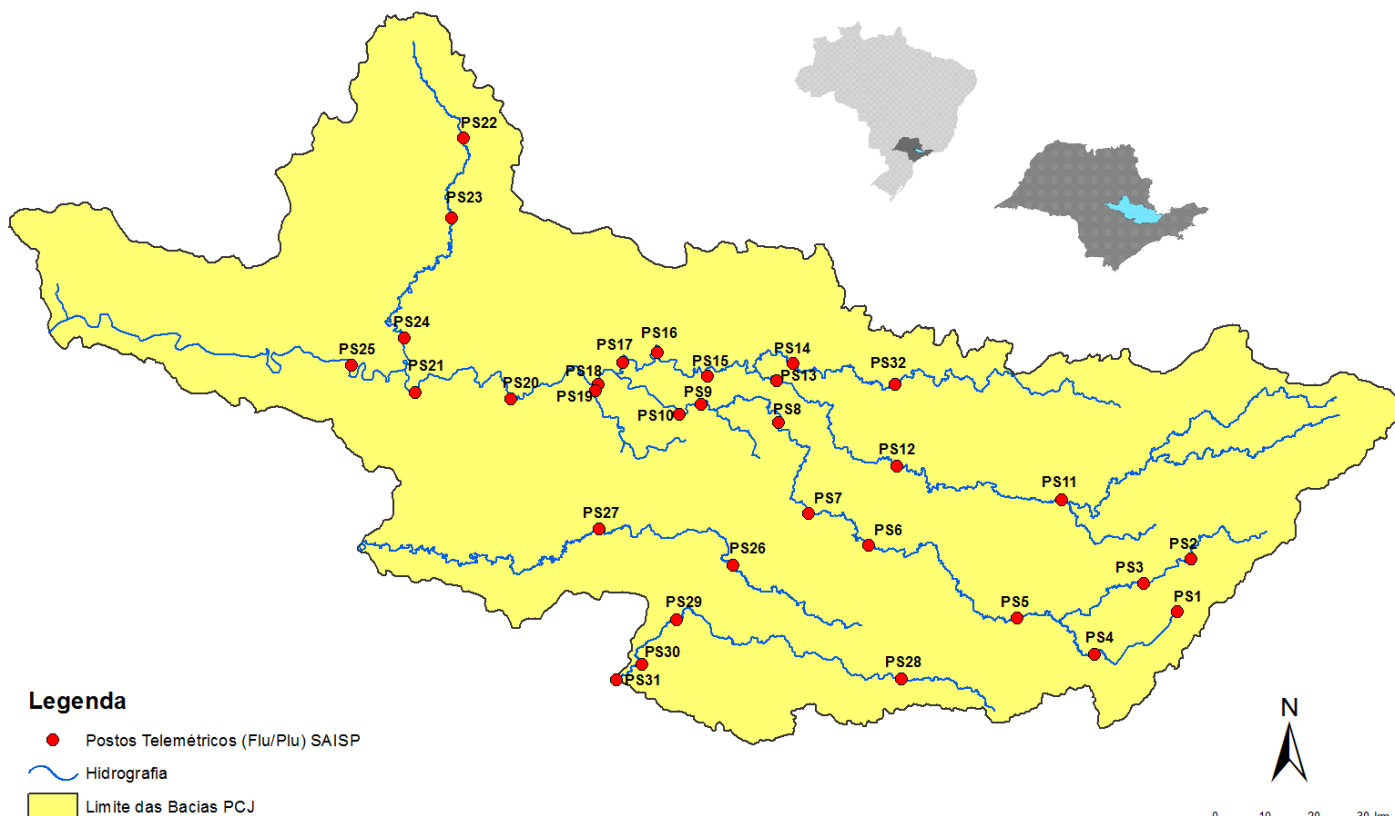 PS22
PS23
PS24
PS25
PS21
PS20
PS18
PS19
PS17
PS16
PS15
PS14
PS13
PS32
PS10
PS9
PS8
PS12
PS11
PS7
PS6
PS27
PS26
PS2
PS3
PS1
PS5
PS4
PS29
PS30
PS31
PS28
Legenda
Postos Telemétricos (Flu/Plu) SAISP
Hidrografia
Limite das Bacias PCJ
N
0 10 20 30 km